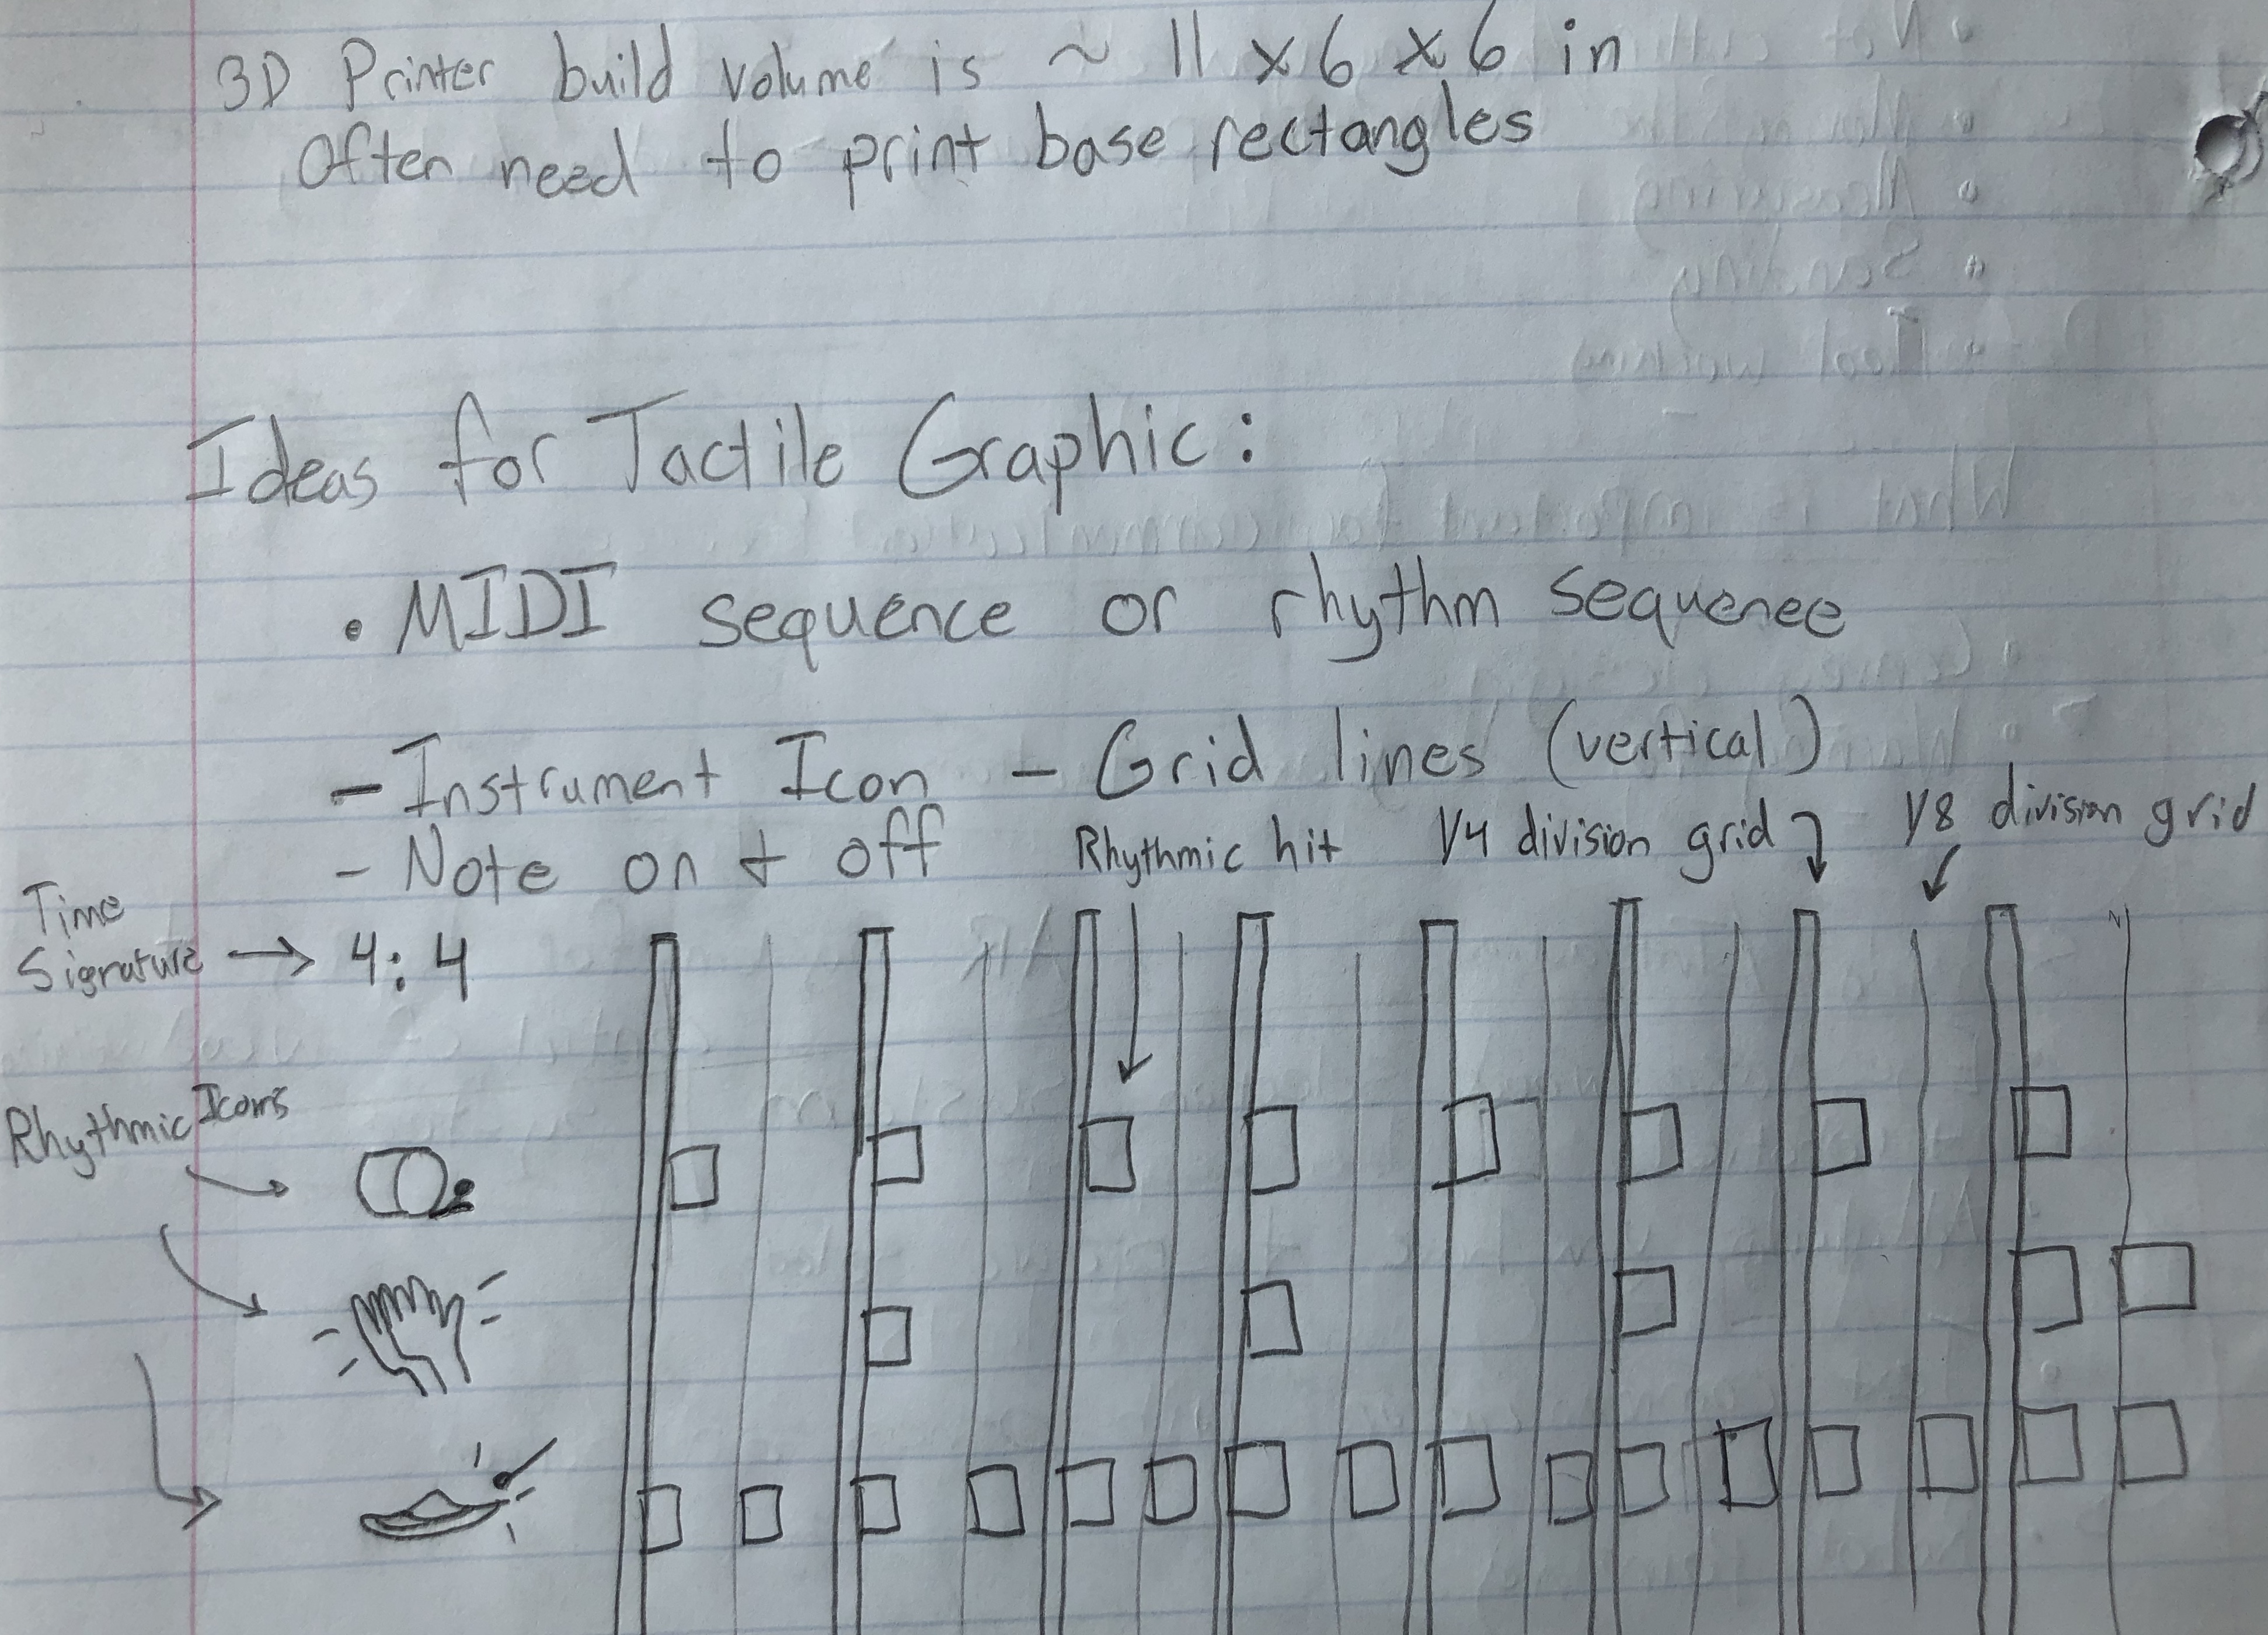 3D Printer build volume is ~ 11 x 6 x 6 in
Often need to print base rectangles
Ideas for Tactile Graphic:
• MIDI sequence or rhythm sequence
- Instrument Icon - Grid lines (vertical)
- Note on + off
Rhythmic hit 1/4 division grid 1/8 division grid
Time
Signature → 4:4
Rhythmic Icons